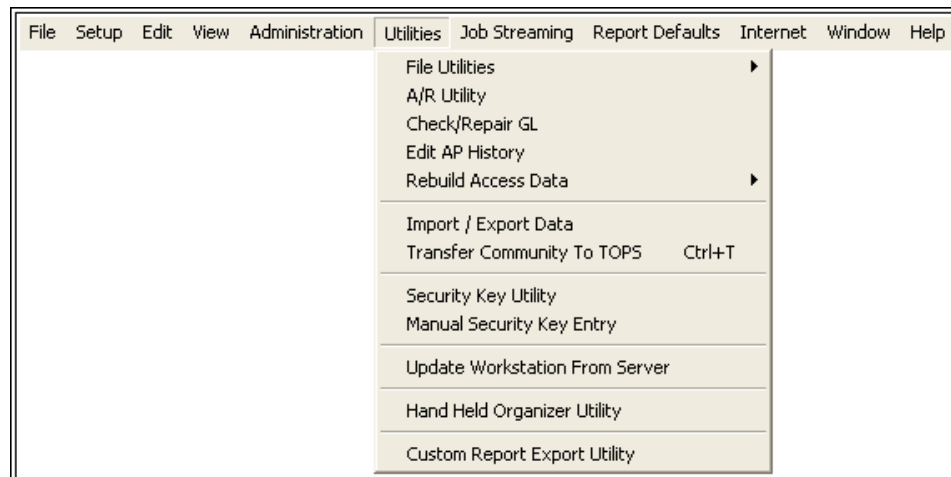 File Setup Edit View Administration Utilities Job Streaming Report Defaults Internet Window Help
File Utilities
A/R Utility
Check/Repair GL
Edit AP History
Rebuild Access Data
Import / Export Data
Transfer Community To TOPS Ctrl+T
Security Key Utility
Manual Security Key Entry
Update Workstation From Server
Hand Held Organizer Utility
Custom Report Export Utility